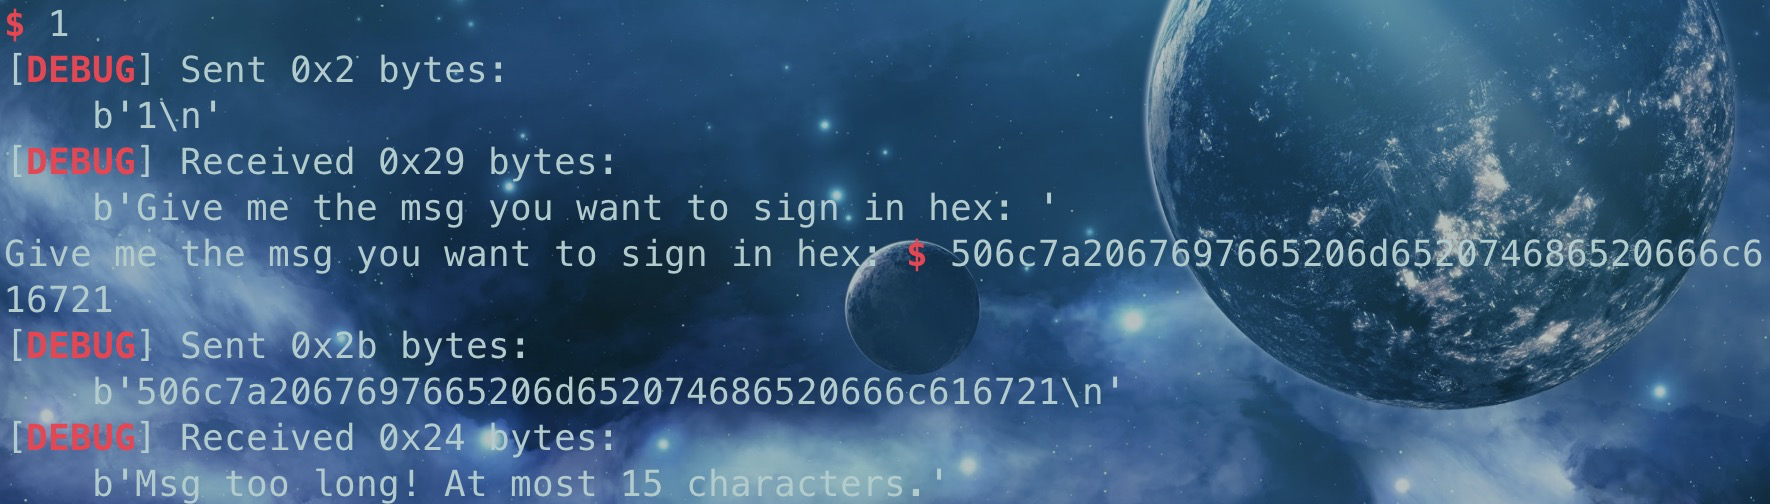 $ 1
[DEBUG] Sent 0x2 bytes:
    b'1\n'
[DEBUG] Received 0x29 bytes:
    b'Give me the msg you want to sign in hex: '
Give me the msg you want to sign in hex: $ 506c7a2067697665206d652074686520666c6
16721
[DEBUG] Sent 0x2b bytes:
    b'506c7a2067697665206d652074686520666c616721\n'
[DEBUG] Received 0x24 bytes:
    b'Msg too long! At most 15 characters.'